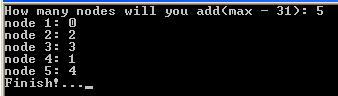 How many nodes will you add(max - 31): 5
node 1: 0
node 2: 2
node 3: 3
node 4: 1
node 5: 4
Finish!..._